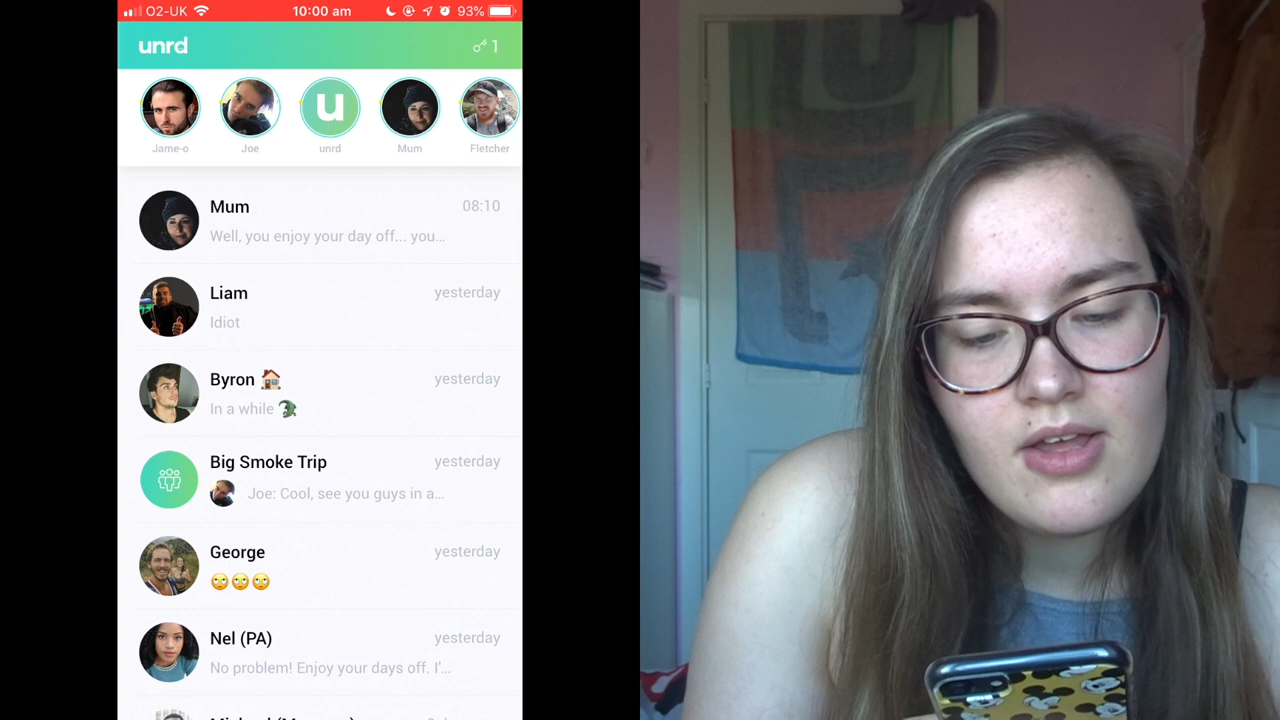 O2-UK 10:00 am 93%
unrd 1
u
Jame-o Joe unrd Mum Fletcher
Mum 08:10
Well, you enjoy your day off... you…
Liam yesterday
Idiot
Byron 🏠 yesterday
In a while 🐊
Big Smoke Trip yesterday
Joe: Cool, see you guys in a…
George yesterday
🙄🙄🙄
Nel (PA) yesterday
No problem! Enjoy your days off. I'…